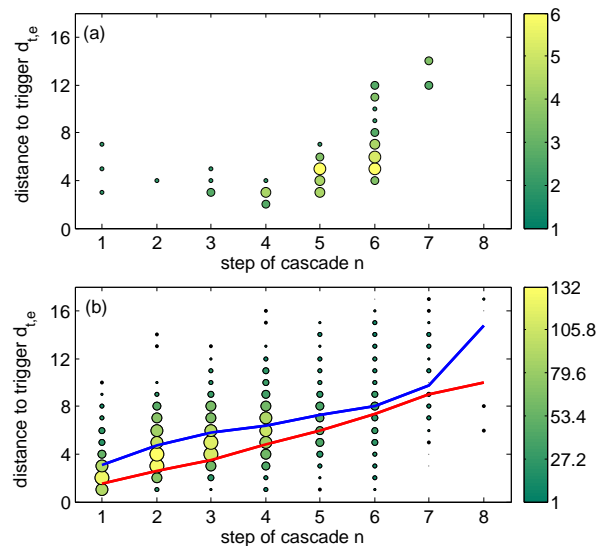 (a)
distance to trigger d_{t,e}
16
12
8
4
0
1 2 3 4 5 6 7 8
step of cascade n
6
5
4
3
2
1
(b)
distance to trigger d_{t,e}
16
12
8
4
0
1 2 3 4 5 6 7 8
step of cascade n
132
105.8
79.6
53.4
27.2
1